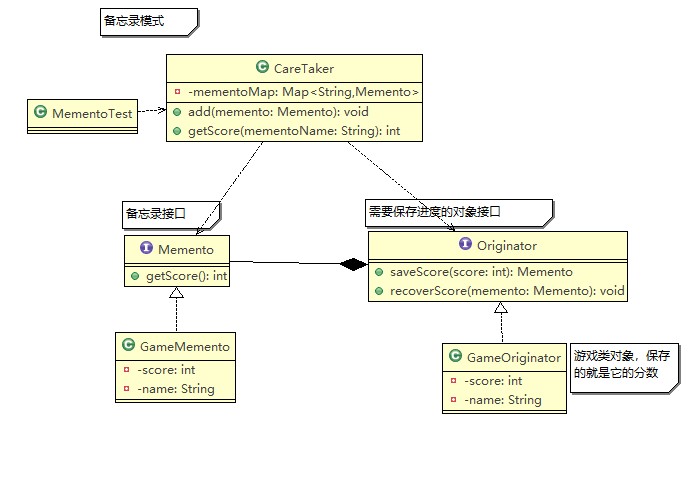 备忘录模式
CareTaker
-mementoMap: Map<String,Memento>
add(memento: Memento): void
getScore(mementoName: String): int
MementoTest
备忘录接口
需要保存进度的对象接口
Memento
getScore(): int
Originator
saveScore(score: int): Memento
recoverScore(memento: Memento): void
GameMemento
-score: int
-name: String
GameOriginator
-score: int
-name: String
游戏类对象，保存
的就是它的分数